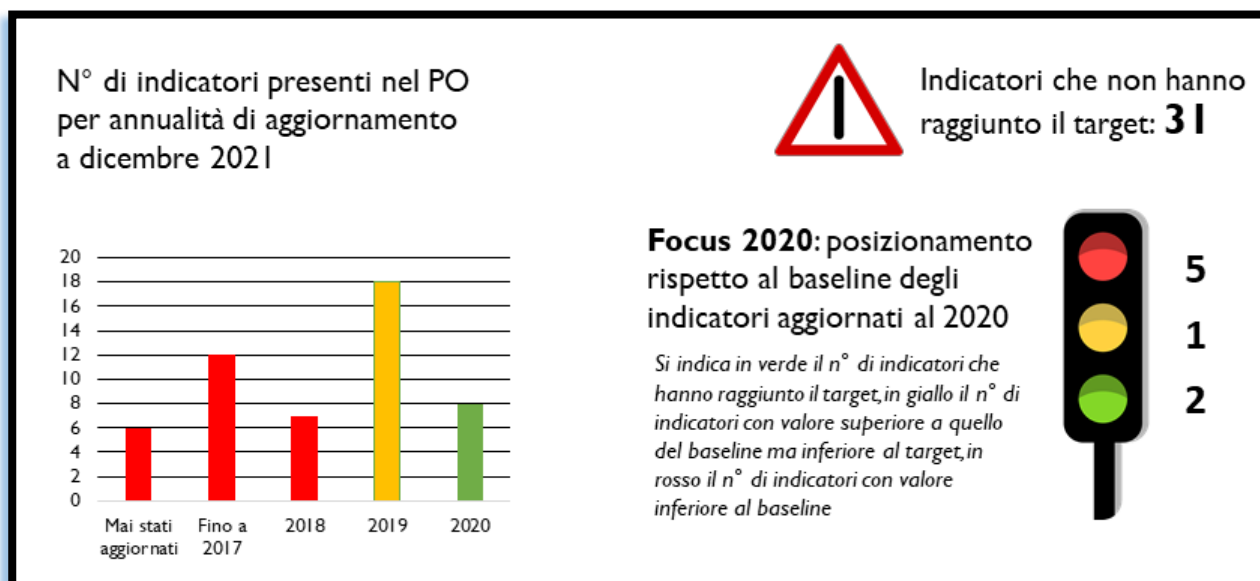 N° di indicatori presenti nel PO
per annualità di aggiornamento
a dicembre 2021
Indicatori che non hanno
raggiunto il target: 31
20
18
16
14
12
10
8
6
4
2
0
Mai stati
aggiornati
Fino a
2017
2018
2019
2020
Focus 2020: posizionamento
rispetto al baseline degli
indicatori aggiornati al 2020
Si indica in verde il n° di indicatori che
hanno raggiunto il target, in giallo il n° di
indicatori con valore superiore a quello
del baseline ma inferiore al target, in
rosso il n° di indicatori con valore
inferiore al baseline
5
1
2